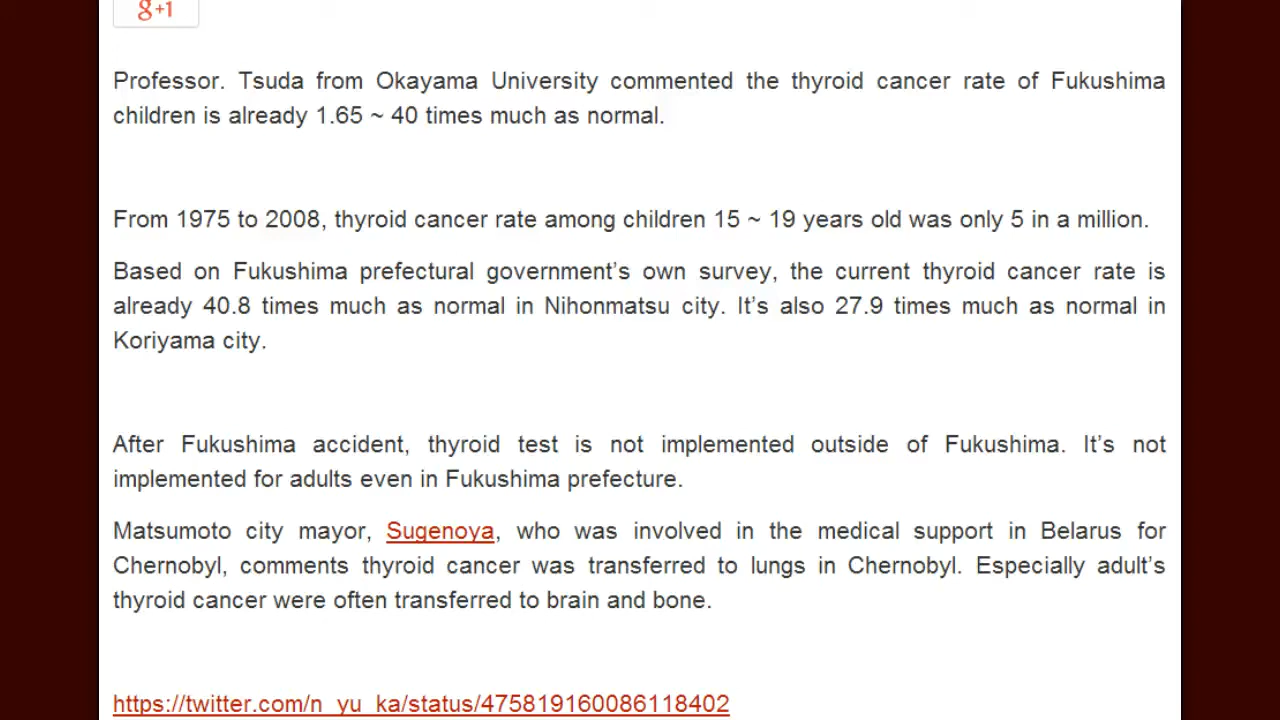 g+1
Professor. Tsuda from Okayama University commented the thyroid cancer rate of Fukushima
children is already 1.65 ~ 40 times much as normal.
From 1975 to 2008, thyroid cancer rate among children 15 ~ 19 years old was only 5 in a million.
Based on Fukushima prefectural government’s own survey, the current thyroid cancer rate is
already 40.8 times much as normal in Nihonmatsu city. It’s also 27.9 times much as normal in
Koriyama city.
After Fukushima accident, thyroid test is not implemented outside of Fukushima. It’s not
implemented for adults even in Fukushima prefecture.
Matsumoto city mayor, Sugenoya, who was involved in the medical support in Belarus for
Chernobyl, comments thyroid cancer was transferred to lungs in Chernobyl. Especially adult’s
thyroid cancer were often transferred to brain and bone.
https://twitter.com/n_yu_ka/status/475819160086118402